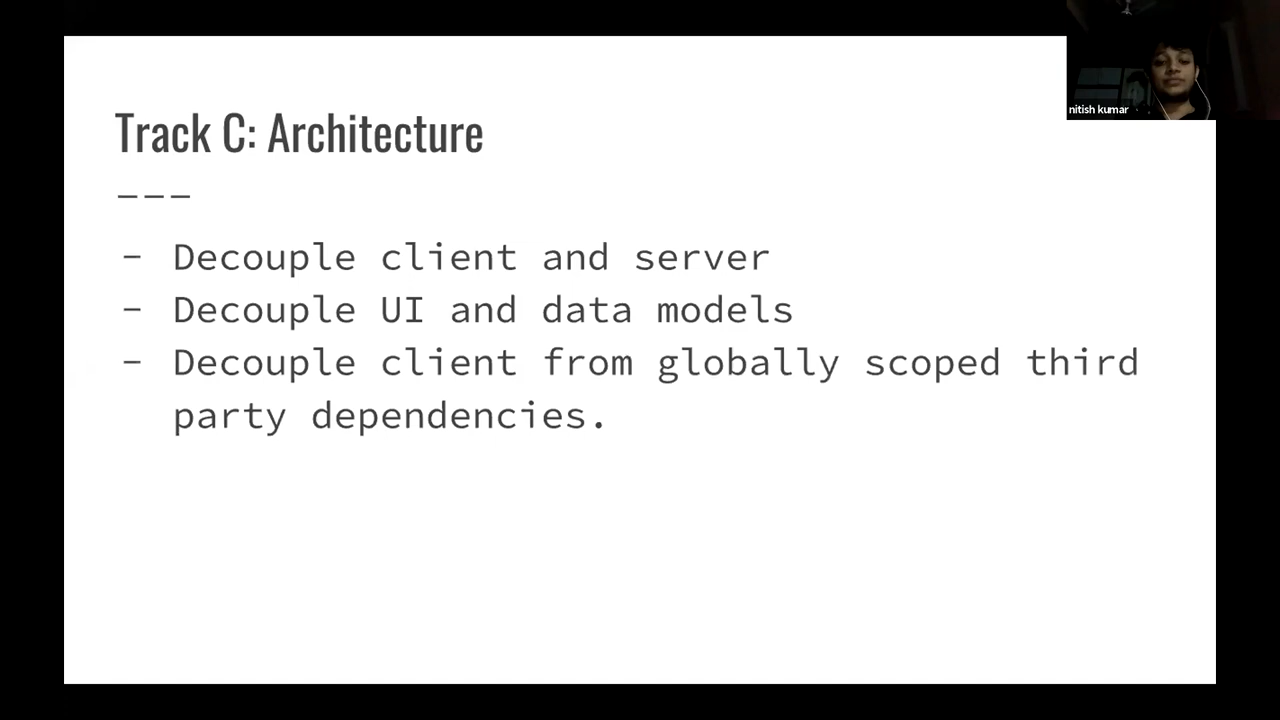 Track C: Architecture
– – –
- Decouple client and server
- Decouple UI and data models
- Decouple client from globally scoped third
party dependencies.
nitish kumar